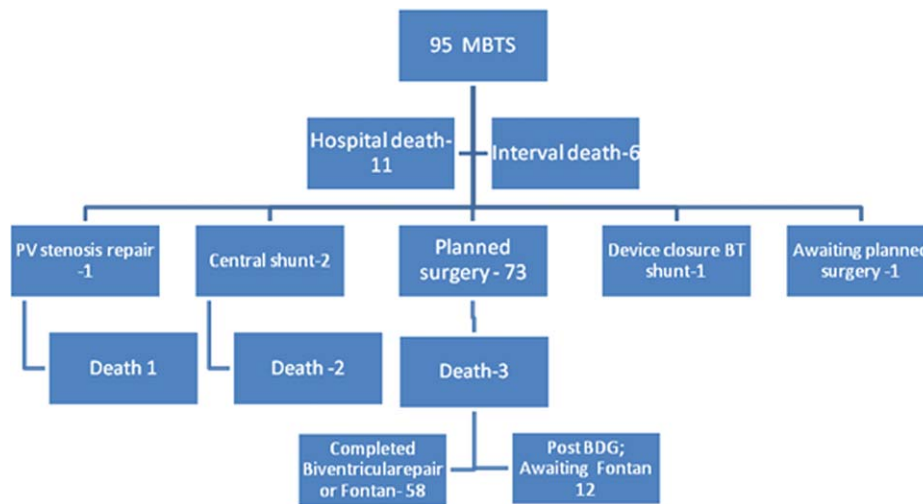 95 MBTS
Hospital death-
11
Interval death-6
PV stenosis repair
-1
Central shunt-2
Planned
surgery - 73
Device closure BT
shunt-1
Awaiting planned
surgery -1
Death 1
Death -2
Death-3
Completed
Biventricularepair
or Fontan- 58
Post BDG;
Awaiting Fontan
12